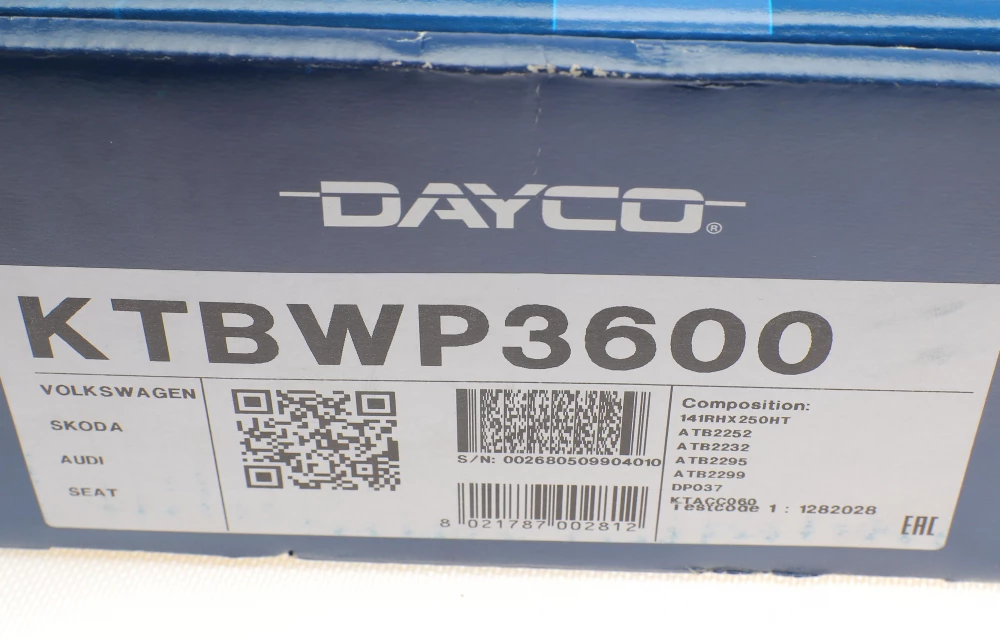 DAYCO®
KTBWP3600
VOLKSWAGEN
SKODA
AUDI
SEAT
S/N: 002680509904010
8 021787 002812
Composition:
141RHX250HT
ATB2252
ATB2232
ATB2295
ATB2299
DP037
KTACC060
Testcode 1 : 1282028
EAC